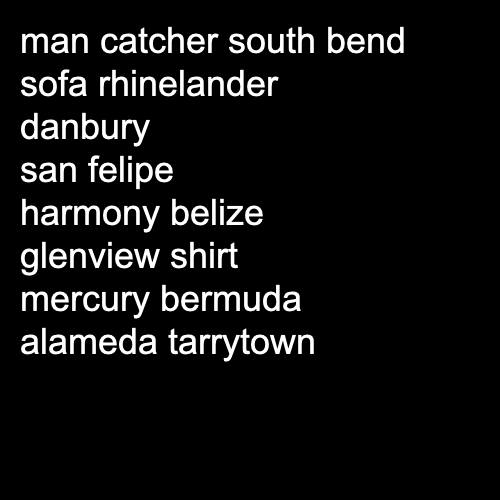 man catcher south bend
sofa rhinelander
danbury
san felipe
harmony belize
glenview shirt
mercury bermuda
alameda tarrytown